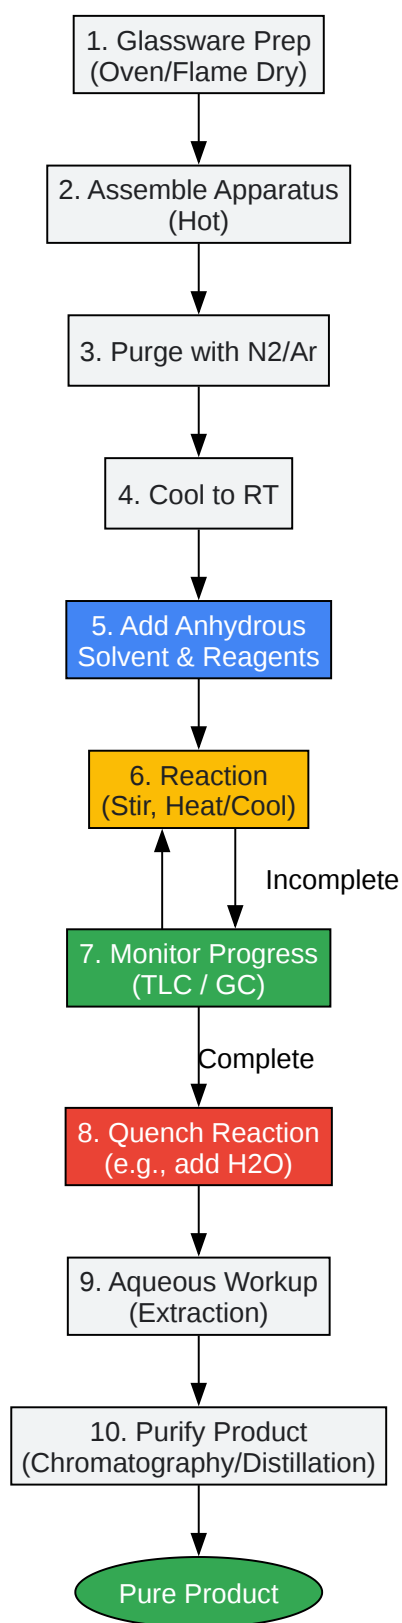 1. Glassware Prep
(Oven/Flame Dry)
2. Assemble Apparatus
(Hot)
3. Purge with N2/Ar
4. Cool to RT
5. Add Anhydrous
Solvent & Reagents
6. Reaction
(Stir, Heat/Cool)
Incomplete
7. Monitor Progress
(TLC / GC)
Complete
8. Quench Reaction
(e.g., add H2O)
9. Aqueous Workup
(Extraction)
10. Purify Product
(Chromatography/Distillation)
Pure Product